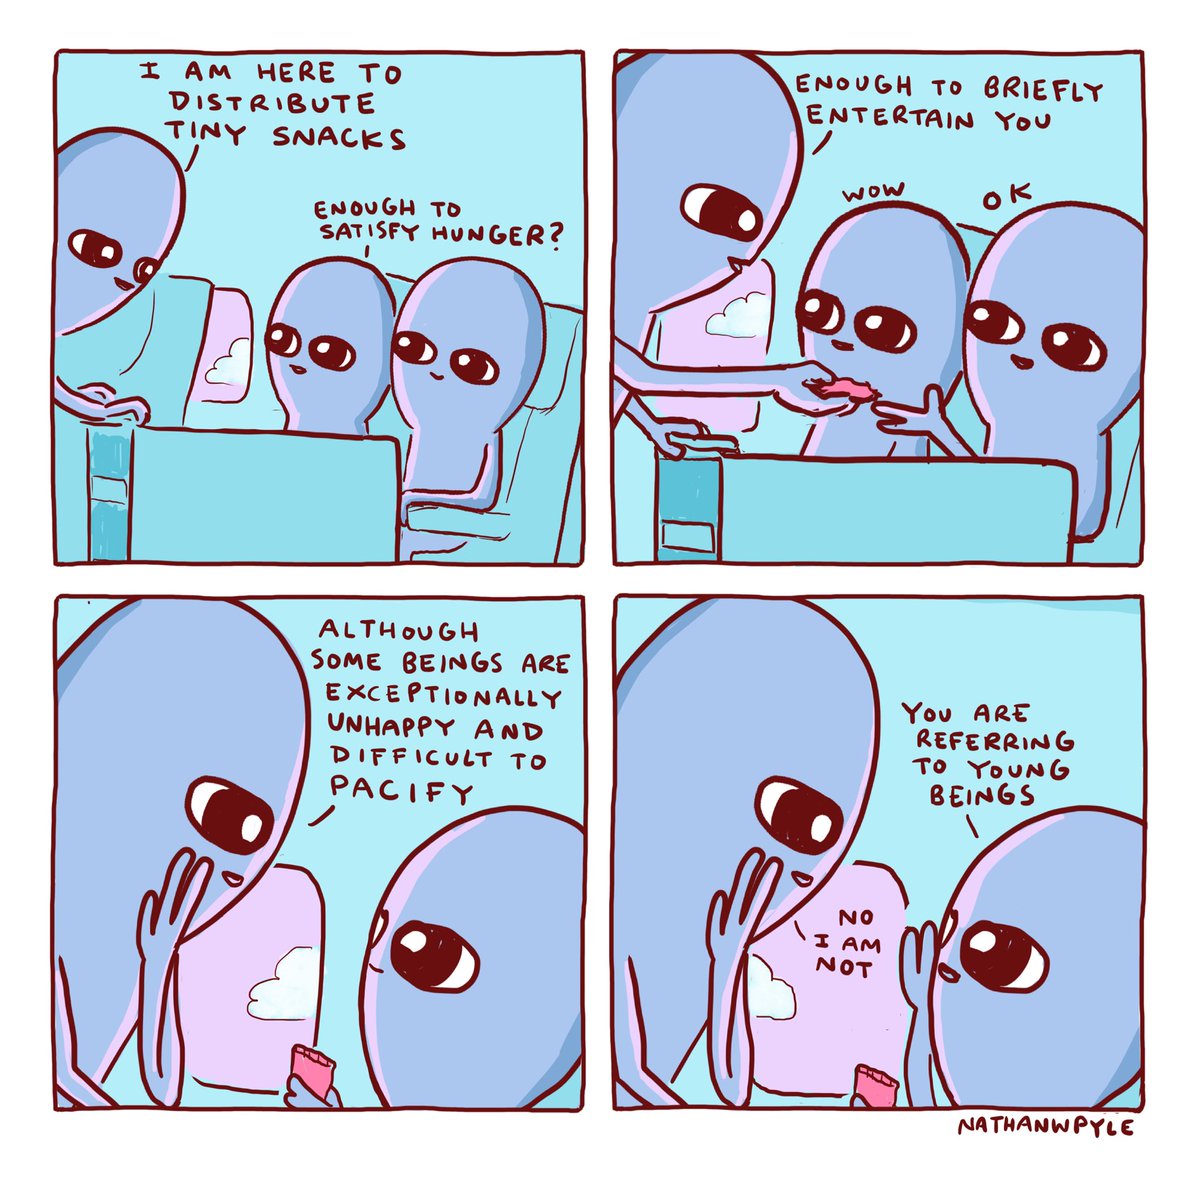 I AM HERE TO
DISTRIBUTE
TINY SNACKS
ENOUGH TO
SATISFY HUNGER?
ENOUGH TO BRIEFLY
ENTERTAIN YOU
WOW
OK
ALTHOUGH
SOME BEINGS ARE
EXCEPTIONALLY
UNHAPPY AND
DIFFICULT TO
PACIFY
YOU ARE
REFERRING
TO YOUNG
BEINGS
NO
I AM
NOT
NATHANWPYLE